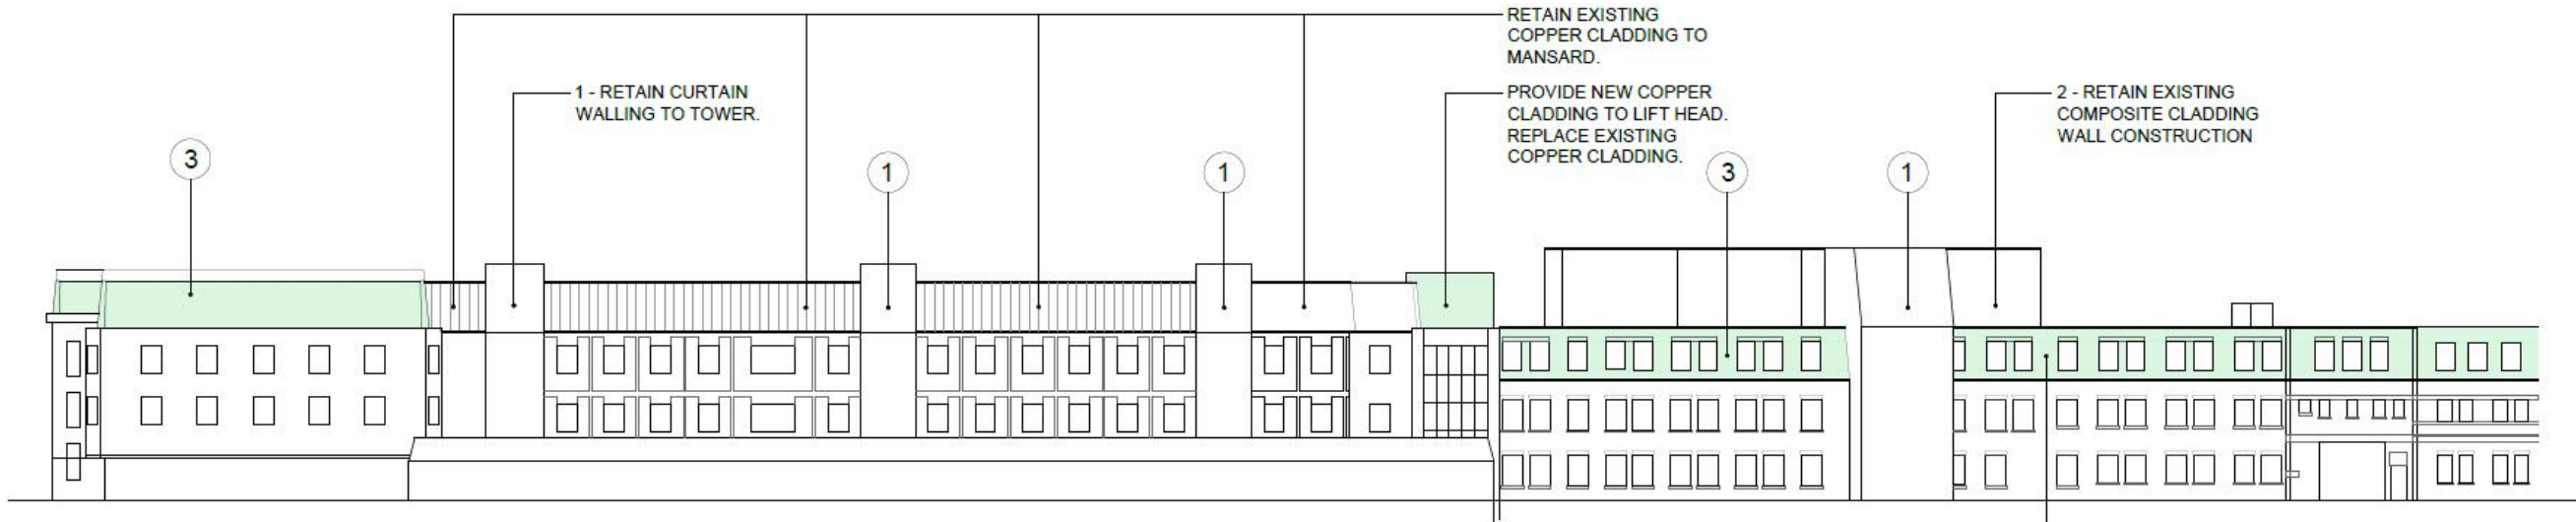 RETAIN EXISTING
COPPER CLADDING TO
MANSARD.
1 - RETAIN CURTAIN
WALLING TO TOWER.
PROVIDE NEW COPPER
CLADDING TO LIFT HEAD.
REPLACE EXISTING
COPPER CLADDING.
2 - RETAIN EXISTING
COMPOSITE CLADDING
WALL CONSTRUCTION
3
1
1
3
1